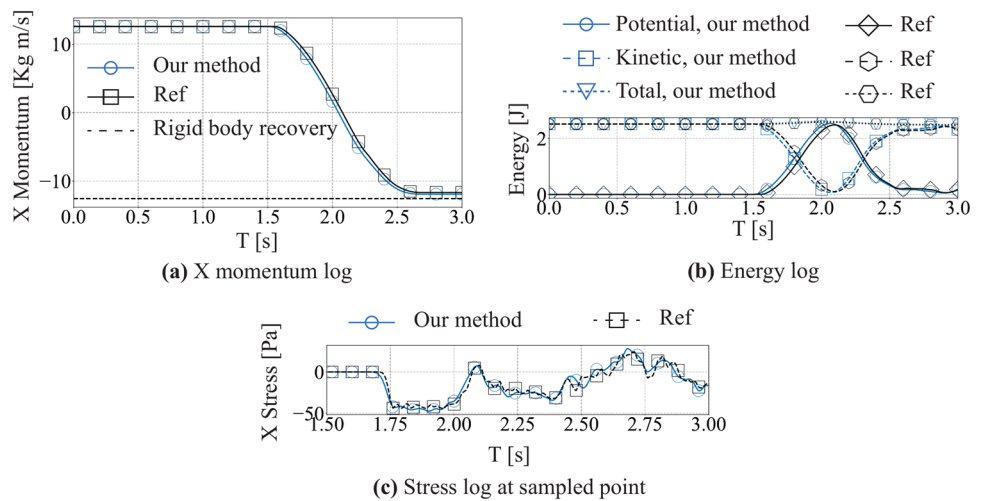 X Momentum [Kg m/s]
10
0
−10
Our method
Ref
Rigid body recovery
0.0 0.5 1.0 1.5 2.0 2.5 3.0
T [s]
(a) X momentum log
Potential, our method Ref
Kinetic, our method Ref
Total, our method Ref
Energy [J]
2
0
0.0 0.5 1.0 1.5 2.0 2.5 3.0
T [s]
(b) Energy log
Our method Ref
X Stress [Pa]
0
−50
1.50 1.75 2.00 2.25 2.50 2.75 3.00
T [s]
(c) Stress log at sampled point